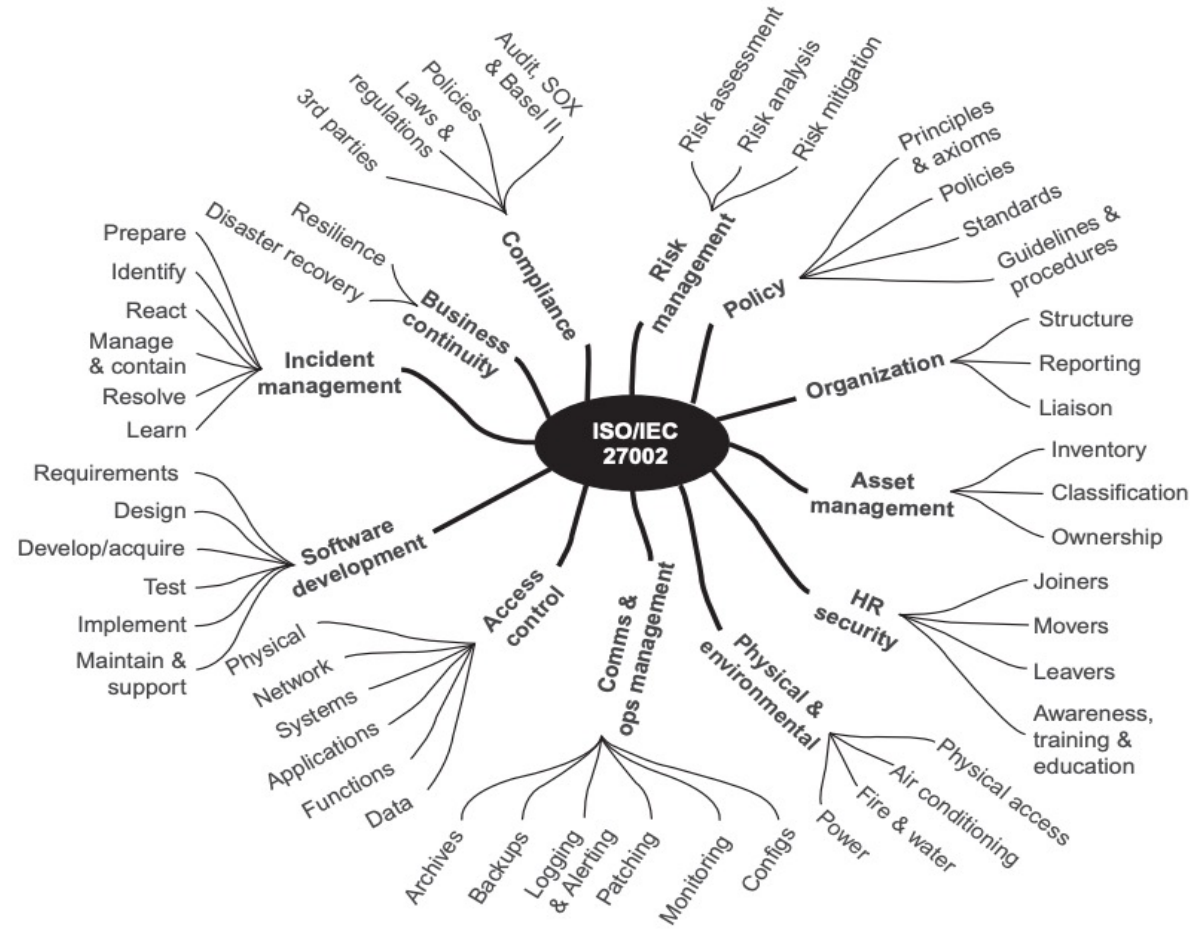 ISO/IEC
27002
Risk
management
Risk assessment
Risk analysis
Risk mitigation
Policy
Principles
& axioms
Policies
Standards
Guidelines &
procedures
Organization
Structure
Reporting
Liaison
Asset
management
Inventory
Classification
Ownership
HR
security
Joiners
Movers
Leavers
Awareness,
training &
education
Physical &
environmental
Physical access
Air conditioning
Fire & water
Power
Comms &
ops management
Configs
Monitoring
Patching
Logging
& Alerting
Backups
Archives
Access
control
Physical
Network
Systems
Applications
Functions
Data
Software
development
Requirements
Design
Develop/acquire
Test
Implement
Maintain &
support
Incident
management
Prepare
Identify
React
Manage
& contain
Resolve
Learn
Business
continuity
Resilience
Disaster recovery
Compliance
3rd parties
Laws &
regulations
Policies
Audit, SOX
& Basel II